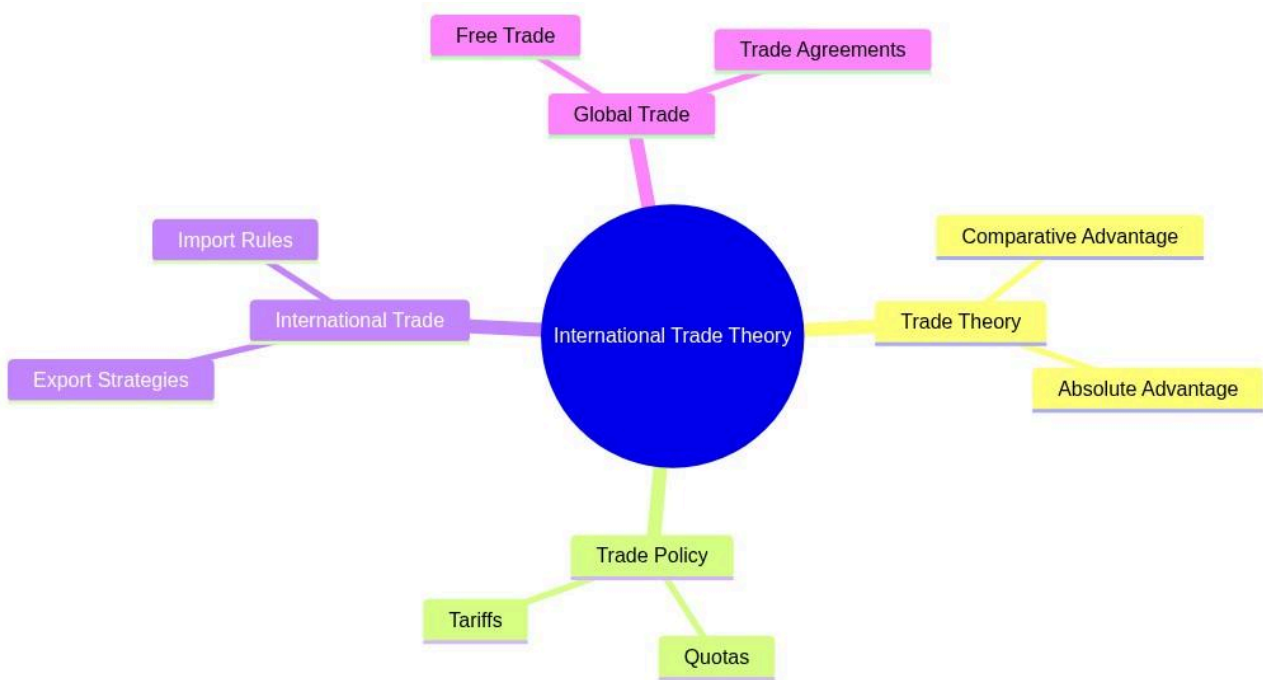 Free Trade
Trade Agreements
Global Trade
Import Rules
Comparative Advantage
International Trade
Trade Theory
International Trade Theory
Export Strategies
Absolute Advantage
Trade Policy
Tariffs
Quotas